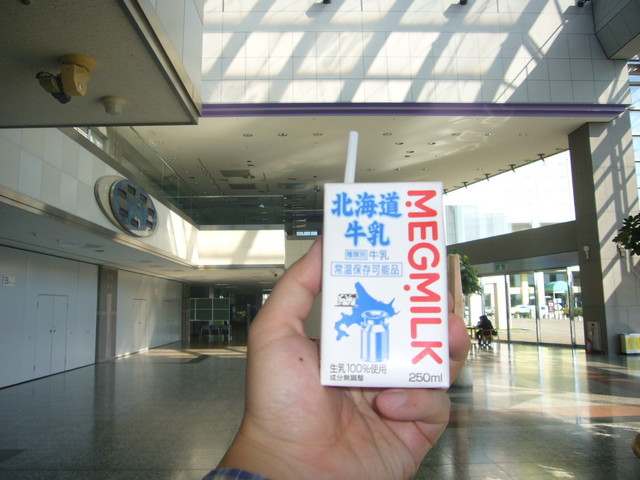 北海道
牛乳
種類別 牛乳
常温保存可能品
MEGMILK
生乳100%使用
成分無調整
250ml